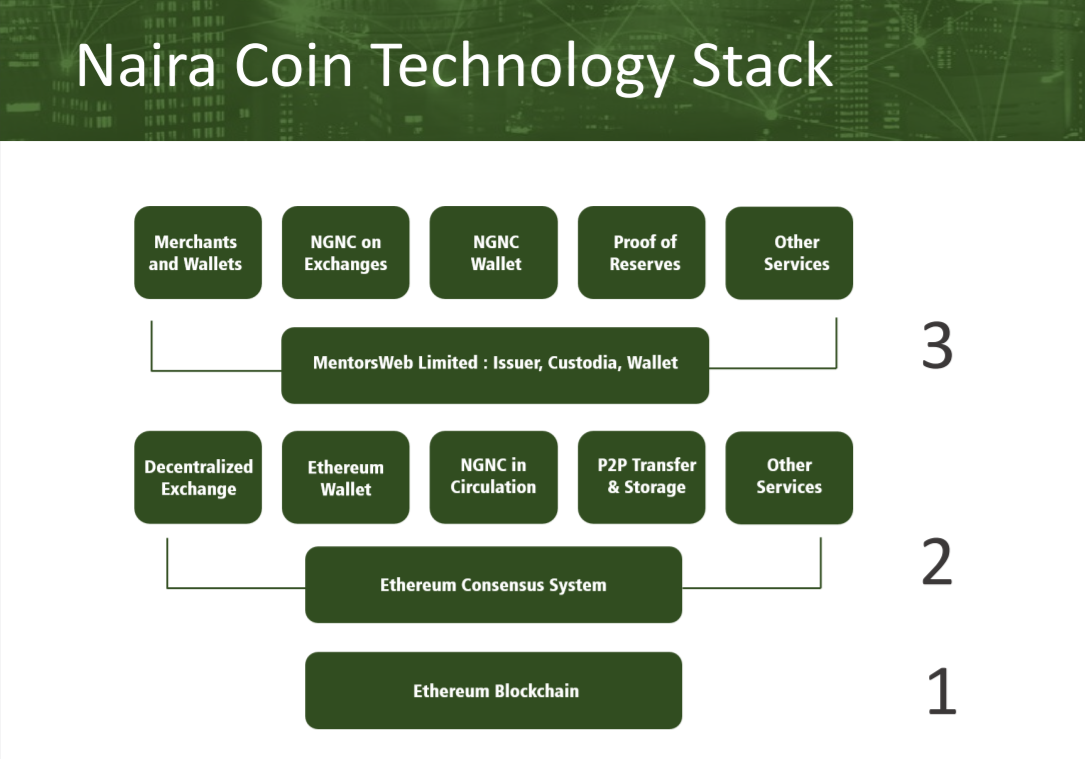 Naira Coin Technology Stack
Merchants
and Wallets
NGNC on
Exchanges
NGNC
Wallet
Proof of
Reserves
Other
Services
MentorsWeb Limited : Issuer, Custodia, Wallet
3
Decentralized
Exchange
Ethereum
Wallet
NGNC in
Circulation
P2P Transfer
& Storage
Other
Services
Ethereum Consensus System
2
Ethereum Blockchain
1